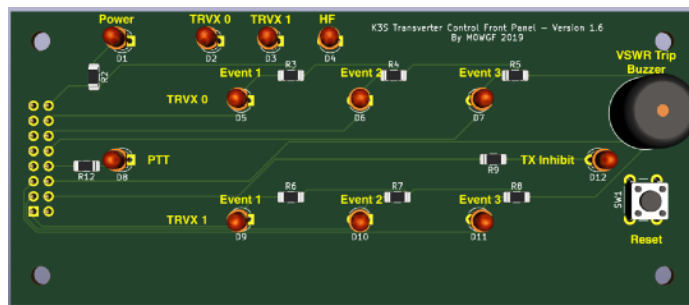 Power
TRVX 0
TRVX 1
HF
K3S Transverter Control Front Panel – Version 1.6
By M0WGF 2019
D1
D2
D3
D4
VSWR Trip
Buzzer
R2
Event 1
R3
Event 2
R4
Event 3
R5
TRVX 0
D5
D6
D7
R12
D8
PTT
R9
TX Inhibit
D12
Event 1
R6
Event 2
R7
Event 3
R8
SW1
TRVX 1
D9
D10
D11
Reset